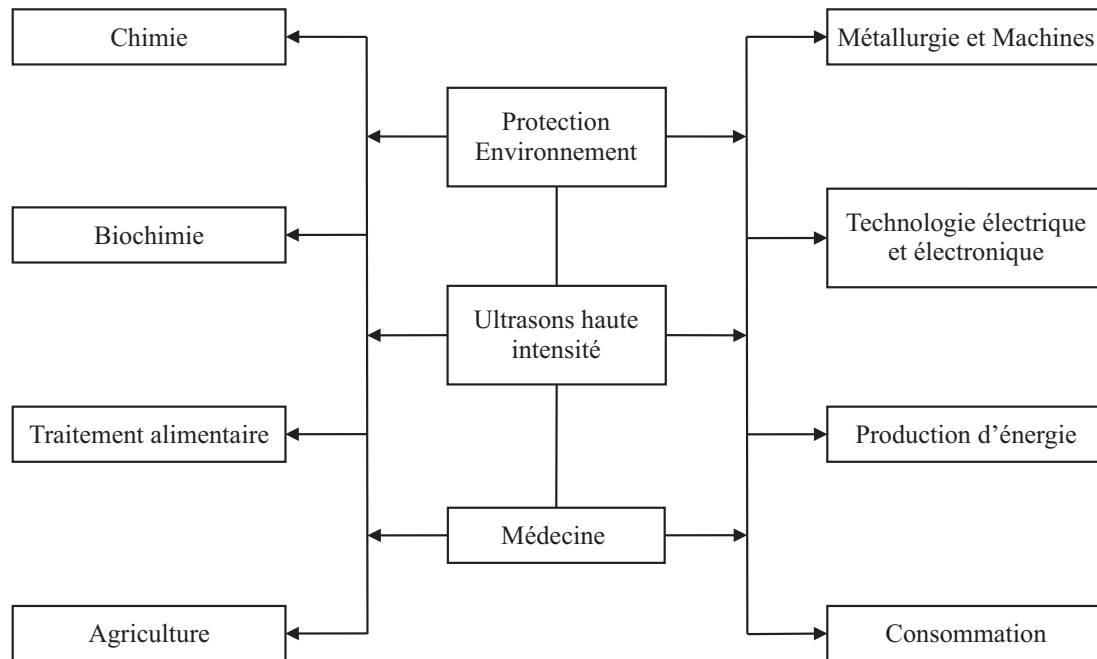 Chimie
Métallurgie et Machines
Protection
Environnement
Biochimie
Technologie électrique
et électronique
Ultrasons haute
intensité
Traitement alimentaire
Production d’énergie
Médecine
Agriculture
Consommation